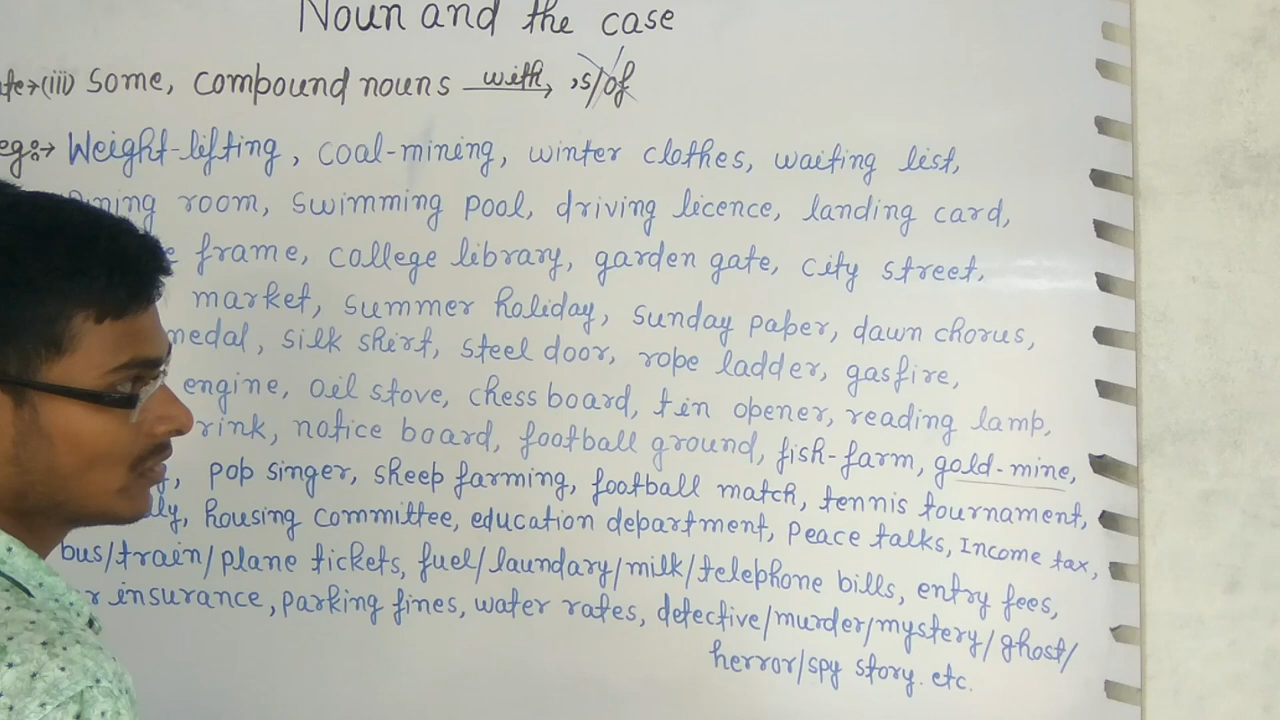 Noun and the case
(iii) Some, compound nouns with, 's/of
eg:→ Weight-lifting, coal-mining, winter clothes, waiting list,
room, swimming pool, driving licence, landing card,
frame, college library, garden gate, city street,
market, summer holiday, sunday paper, dawn chorus,
medal, silk shirt, steel door, rope ladder, gasfire,
engine, oil stove, chess board, tin opener, reading lamp,
rink, notice board, football ground, fish-farm, gold-mine,
pop singer, sheep farming, football match, tennis tournament,
housing committee, education department, Peace talks, Income tax,
bus/train/plane tickets, fuel/laundary/milk/telephone bills, entry fees,
insurance, parking fines, water rates, detective/murder/mystery/ghost/
herror/spy story. etc.